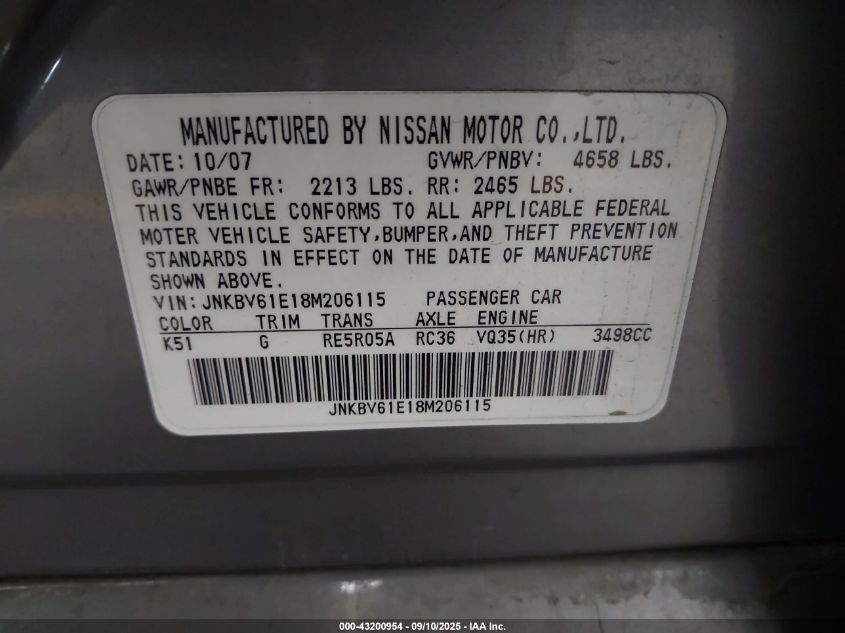 MANUFACTURED BY NISSAN MOTOR CO.,LTD.
DATE: 10/07 GVWR/PNBV: 4658 LBS.
GAWR/PNBE FR: 2213 LBS. RR: 2465 LBS.
THIS VEHICLE CONFORMS TO ALL APPLICABLE FEDERAL
MOTER VEHICLE SAFETY,BUMPER,AND THEFT PREVENTION
STANDARDS IN EFFECT ON THE DATE OF MANUFACTURE
SHOWN ABOVE.
VIN: JNKBV61E18M206115 PASSENGER CAR
COLOR TRIM TRANS AXLE ENGINE
K51 G RE5R05A RC36 VQ35(HR) 3498CC
JNKBV61E18M206115
000-43200954 - 09/10/2025 - IAA Inc.